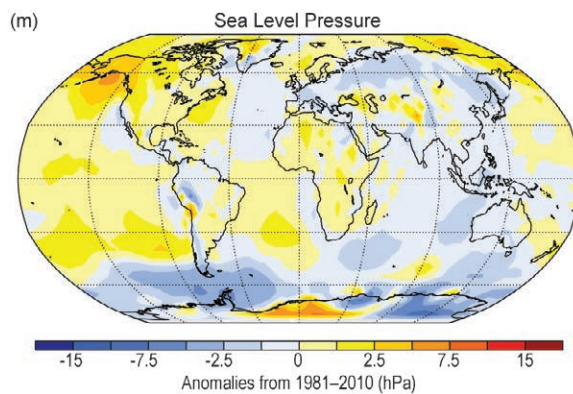 (m) Sea Level Pressure
-15 -7.5 -2.5 0 2.5 7.5 15
Anomalies from 1981–2010 (hPa)